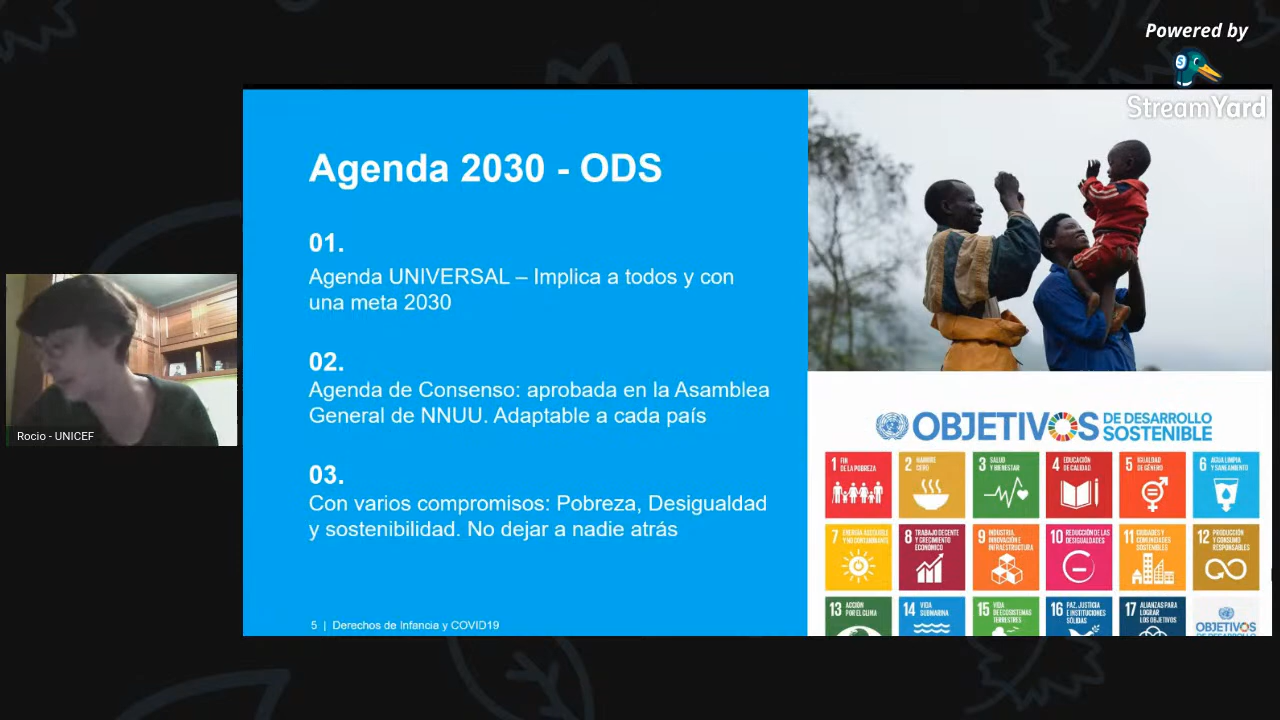 Powered by
StreamYard
Agenda 2030 - ODS
01.
Agenda UNIVERSAL – Implica a todos y con
una meta 2030
02.
Agenda de Consenso: aprobada en la Asamblea
General de NNUU. Adaptable a cada país
03.
Con varios compromisos: Pobreza, Desigualdad
y sostenibilidad. No dejar a nadie atrás
5 | Derechos de Infancia y COVID19
Rocio - UNICEF
OBJETIVOS DE DESARROLLO
SOSTENIBLE
1 FIN
DE LA POBREZA
2 HAMBRE
CERO
3 SALUD
Y BIENESTAR
4 EDUCACIÓN
DE CALIDAD
5 IGUALDAD
DE GÉNERO
6 AGUA LIMPIA
Y SANEAMIENTO
7 ENERGÍA ASEQUIBLE
Y NO CONTAMINANTE
8 TRABAJO DECENTE
Y CRECIMIENTO
ECONÓMICO
9 INDUSTRIA,
INNOVACIÓN E
INFRAESTRUCTURA
10 REDUCCIÓN DE LAS
DESIGUALDADES
11 CIUDADES Y
COMUNIDADES
SOSTENIBLES
12 PRODUCCIÓN
Y CONSUMO
RESPONSABLES
13 ACCIÓN
POR EL CLIMA
14 VIDA
SUBMARINA
15 VIDA
DE ECOSISTEMAS
TERRESTRES
16 PAZ, JUSTICIA
E INSTITUCIONES
SÓLIDAS
17 ALIANZAS PARA
LOGRAR
LOS OBJETIVOS
OBJETIVOS